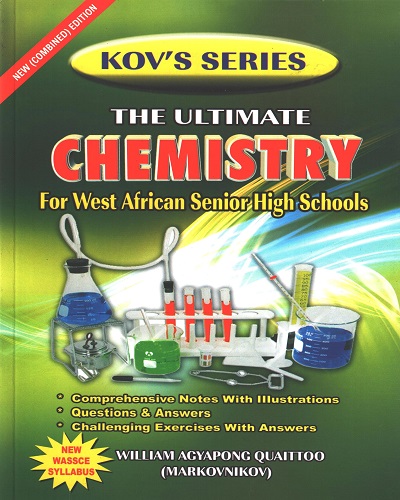 NEW (COMBINED) EDITION
KOV'S SERIES
THE ULTIMATE
CHEMISTRY
For West African Senior High Schools
* Comprehensive Notes With Illustrations
* Questions & Answers
* Challenging Exercises With Answers
NEW
WASSCE
SYLLABUS
WILLIAM AGYAPONG QUAITTOO
(MARKOVNIKOV)